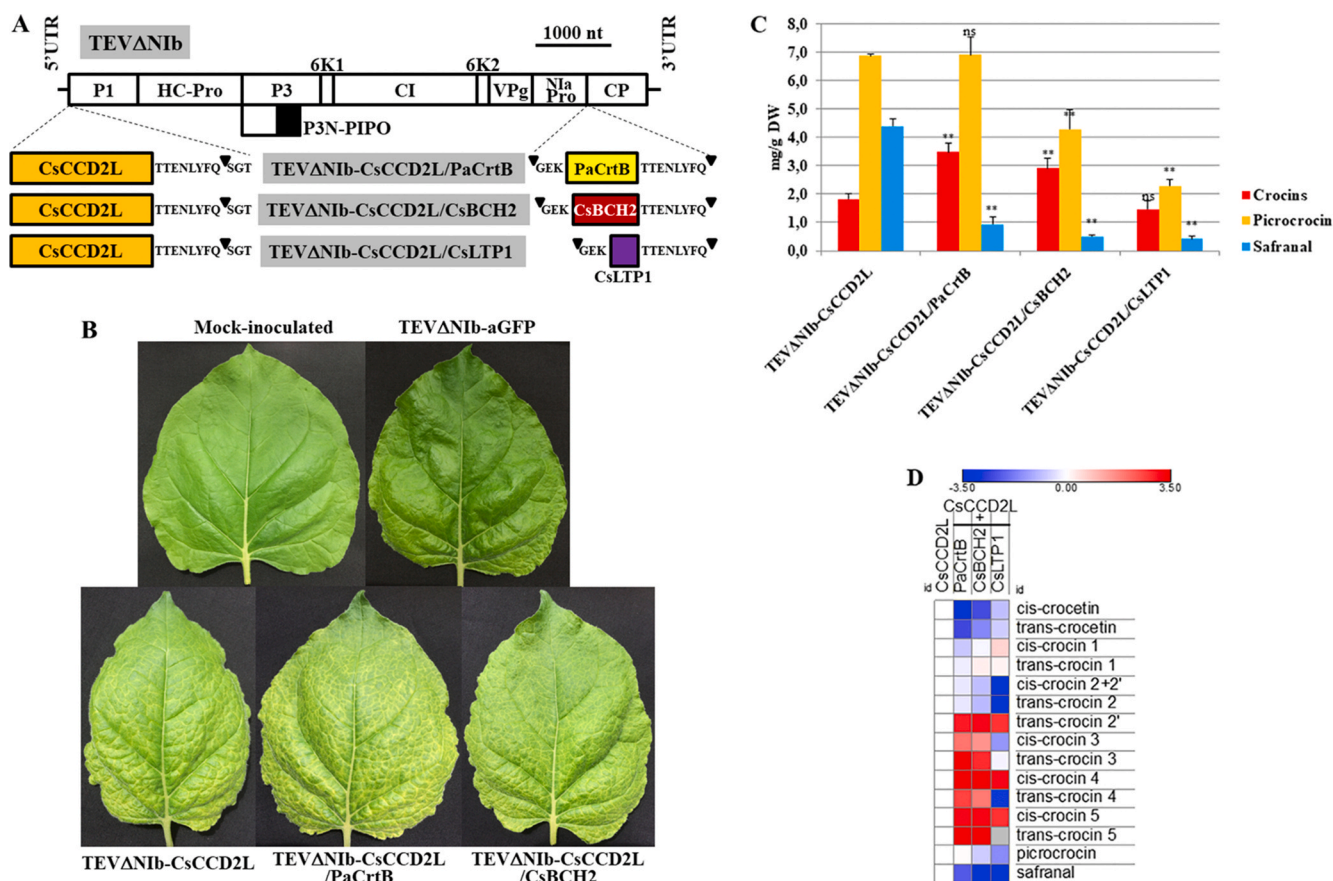 A
TEVΔNIb
5'UTR
1000 nt
3'UTR
6K1
6K2
P1
HC-Pro
P3
CI
VPg
NIa
Pro
CP
P3N-PIPO
CsCCD2L
TTENLYFQ SGT
TEVΔNIb-CsCCD2L/PaCrtB
GEK
PaCrtB
TTENLYFQ
CsCCD2L
TTENLYFQ SGT
TEVΔNIb-CsCCD2L/CsBCH2
GEK
CsBCH2
TTENLYFQ
CsCCD2L
TTENLYFQ SGT
TEVΔNIb-CsCCD2L/CsLTP1
GEK
TTENLYFQ
CsLTP1
B
Mock-inoculated
TEVΔNIb-aGFP
TEVΔNIb-CsCCD2L
TEVΔNIb-CsCCD2L
/PaCrtB
TEVΔNIb-CsCCD2L
/CsBCH2
C
mg/g DW
8,0
7,0
6,0
5,0
4,0
3,0
2,0
1,0
0,0
ns
**
**
**
**
**
ns
**
**
TEVΔNIb-CsCCD2L
TEVΔNIb-CsCCD2L/PaCrtB
TEVΔNIb-CsCCD2L/CsBCH2
TEVΔNIb-CsCCD2L/CsLTP1
Crocins
Picrocrocin
Safranal
D
-3.50
0.00
3.50
CsCCD2L
+
id
CsCCD2L
PaCrtB
CsBCH2
CsLTP1
id
cis-crocetin
trans-crocetin
cis-crocin 1
trans-crocin 1
cis-crocin 2+2'
trans-crocin 2
trans-crocin 2'
cis-crocin 3
trans-crocin 3
cis-crocin 4
trans-crocin 4
cis-crocin 5
trans-crocin 5
picrocrocin
safranal